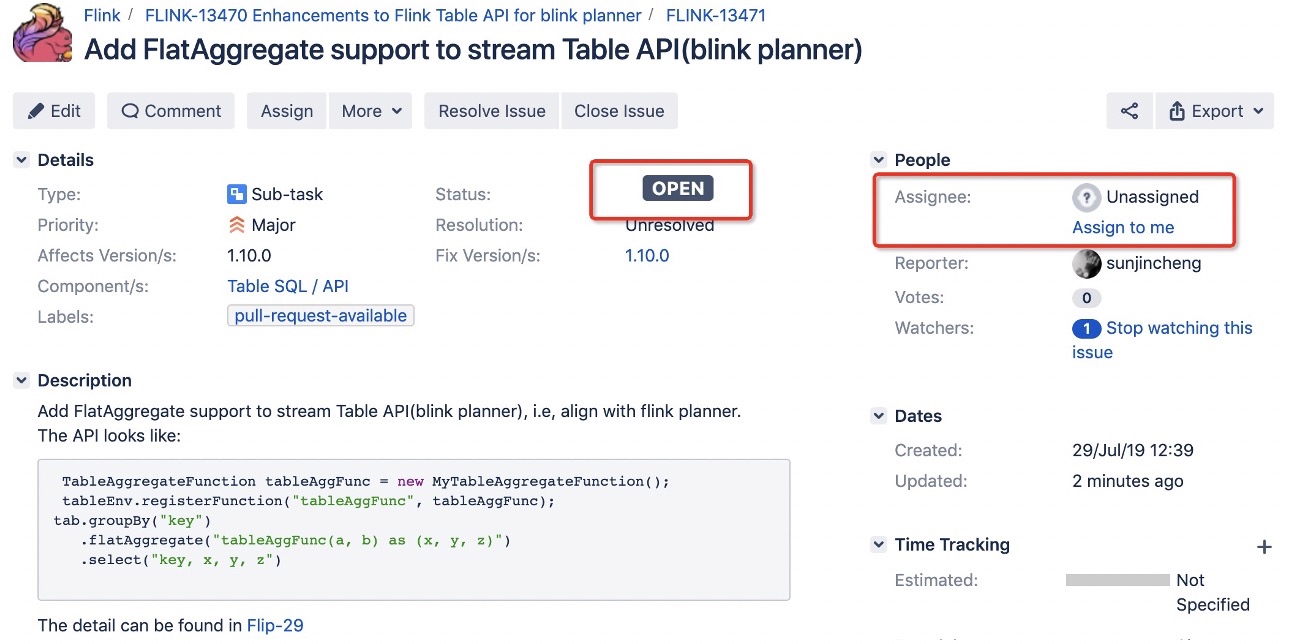 Flink / FLINK-13470 Enhancements to Flink Table API for blink planner / FLINK-13471
Add FlatAggregate support to stream Table API(blink planner)
Edit Comment Assign More Resolve Issue Close Issue Export
Details
Type: Sub-task Status: OPEN
Priority: Major Resolution: Unresolved
Affects Version/s: 1.10.0 Fix Version/s: 1.10.0
Component/s: Table SQL / API
Labels: pull-request-available
Description
Add FlatAggregate support to stream Table API(blink planner), i.e, align with flink planner.
The API looks like:
TableAggregateFunction tableAggFunc = new MyTableAggregateFunction();
tableEnv.registerFunction("tableAggFunc", tableAggFunc);
tab.groupBy("key")
.flatAggregate("tableAggFunc(a, b) as (x, y, z)")
.select("key, x, y, z")
The detail can be found in Flip-29
People
Assignee: ? Unassigned
Assign to me
Reporter: sunjincheng
Votes: 0
Watchers: 1 Stop watching this
issue
Dates
Created: 29/Jul/19 12:39
Updated: 2 minutes ago
Time Tracking +
Estimated: Not
Specified